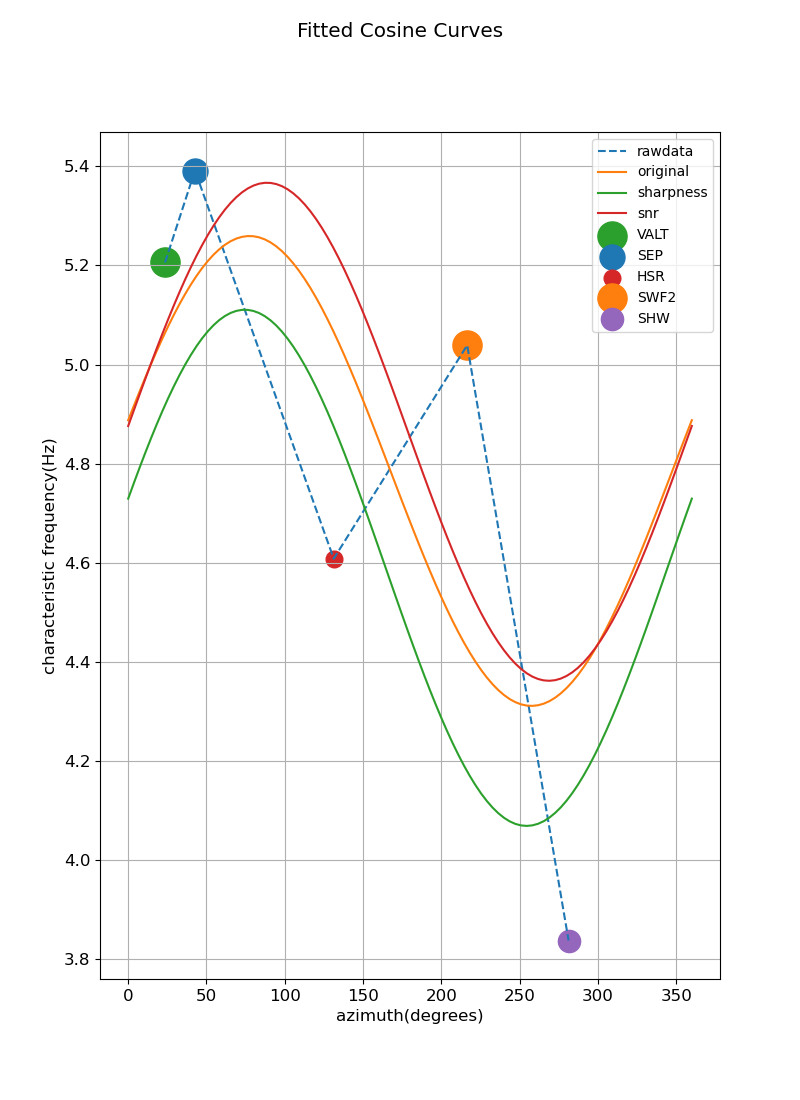 Fitted Cosine Curves
rawdata
original
sharpness
snr
VALT
SEP
HSR
SWF2
SHW
5.4
5.2
5.0
4.8
4.6
4.4
4.2
4.0
3.8
characteristic frequency(Hz)
0 50 100 150 200 250 300 350
azimuth(degrees)